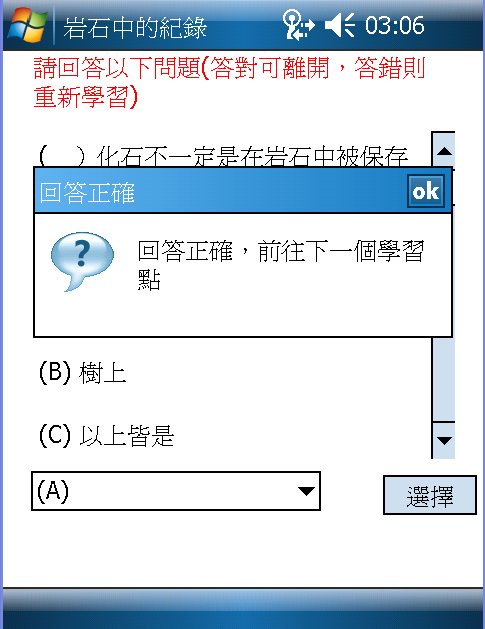 岩石中的紀錄 03:06
請回答以下問題(答對可離開，答錯則
重新學習)
( )化石不一定是在岩石中被保存
回答正確 ok
回答正確，前往下一個學習
點
(B) 樹上
(C) 以上皆是
(A) 選擇